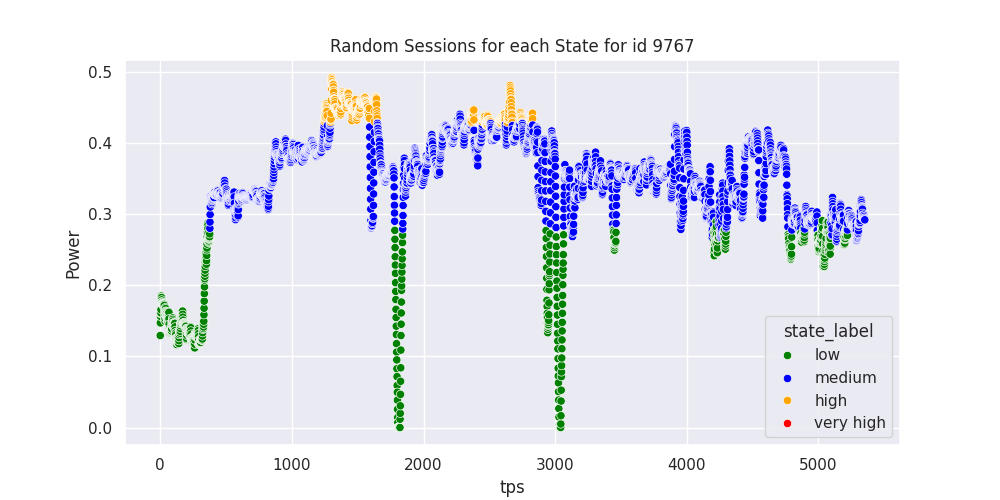 Random Sessions for each State for id 9767
0.5
0.4
0.3
0.2
0.1
0.0
Power
0 1000 2000 3000 4000 5000
tps
state_label
low
medium
high
very high